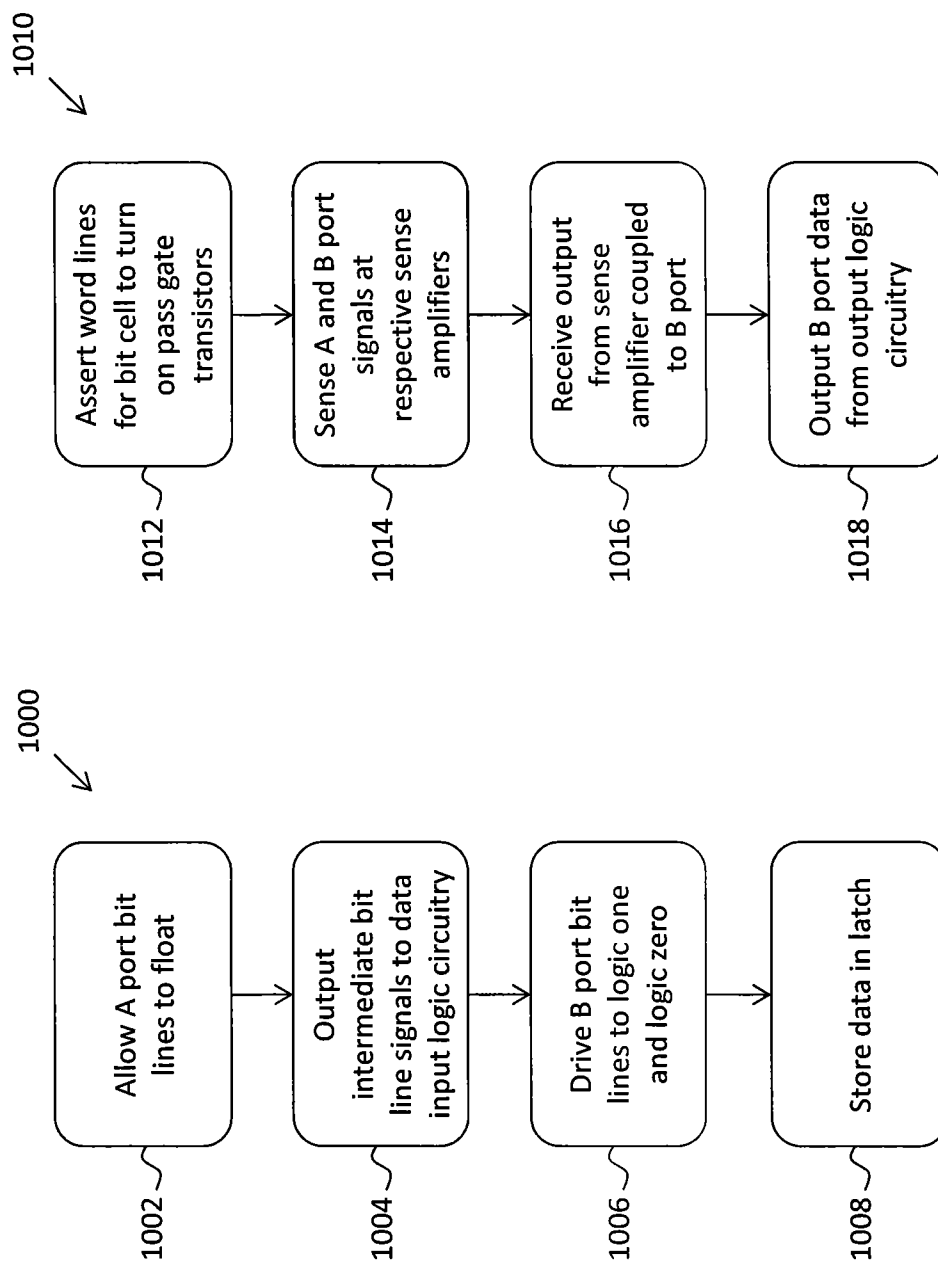 1000
1002
Allow A port bit
lines to float
1004
Output
intermediate bit
line signals to data
input logic circuitry
1006
Drive B port bit
lines to logic one
and logic zero
1008
Store data in latch
1010
1012
Assert word lines
for bit cell to turn
on pass gate
transistors
1014
Sense A and B port
signals at
respective sense
amplifiers
1016
Receive output
from sense
amplifier coupled
to B port
1018
Output B port data
from output logic
circuitry